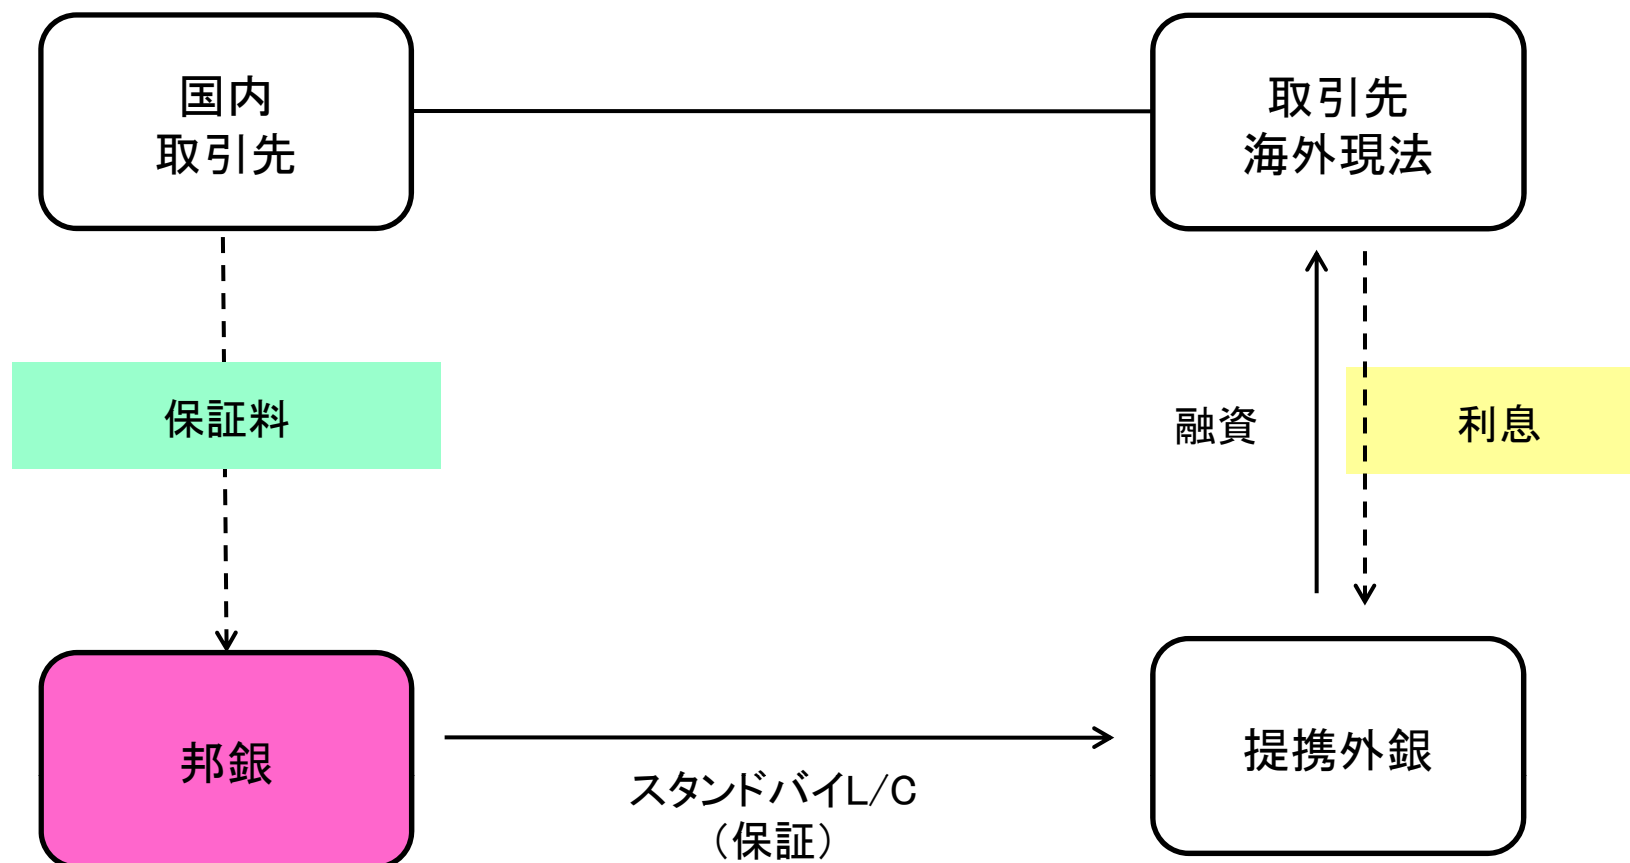 国内
取引先
取引先
海外現法
保証料
融資
利息
邦銀
スタンドバイL/C
（保証）
提携外銀